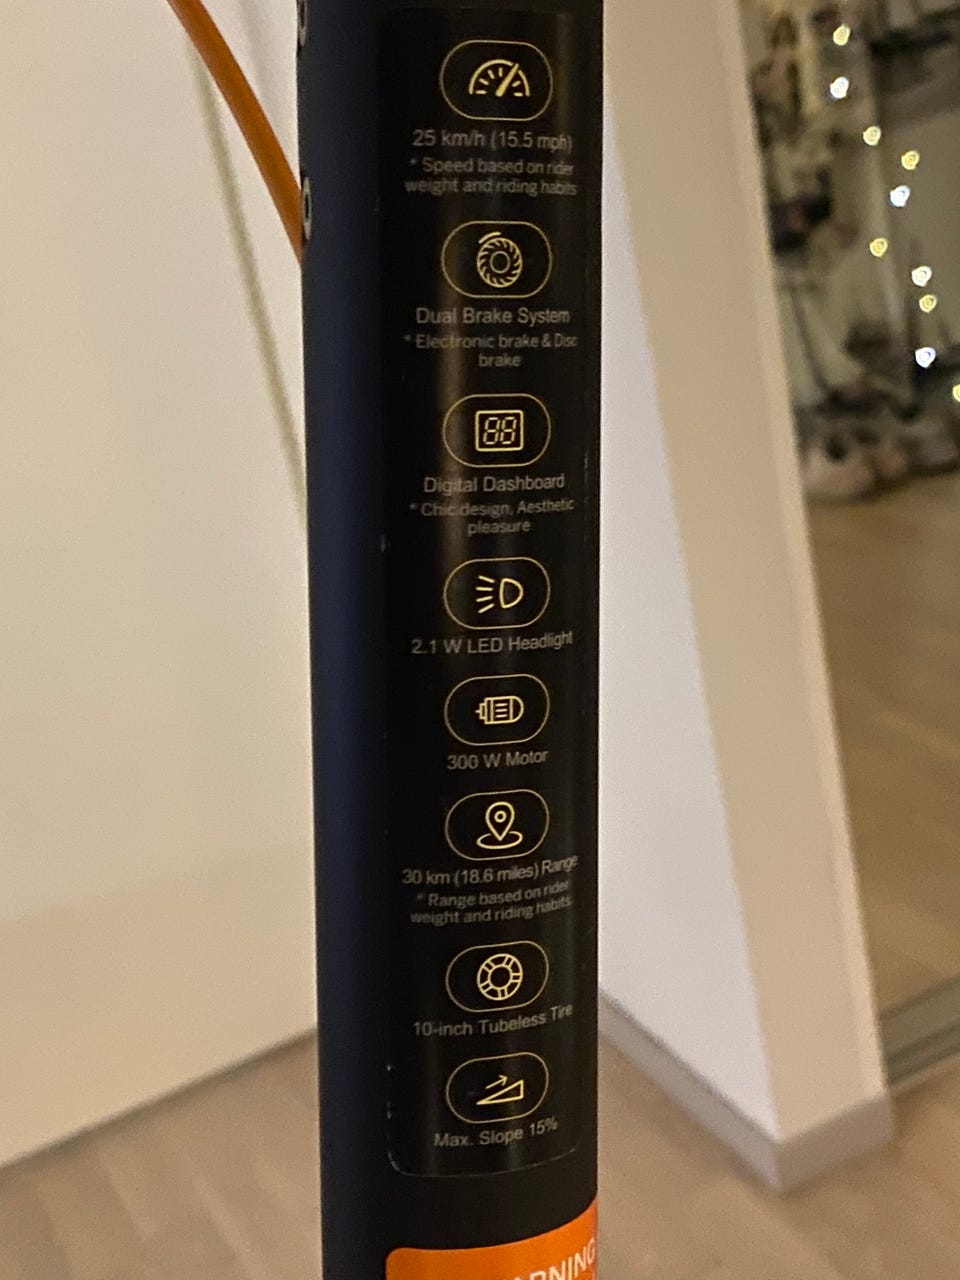 25 km/h (15.5 mph)
* Speed based on rider
weight and riding habits
Dual Brake System
* Electronic brake & Disc
brake
88
Digital Dashboard
* Chic design, Aesthetic
pleasure
2.1 W LED Headlight
300 W Motor
30 km (18.6 miles) Range
* Range based on rider
weight and riding habits
10-inch Tubeless Tire
Max. Slope 15%